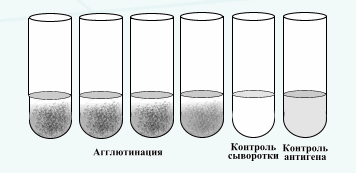 Агглютинация
Контроль сыворотки
Контроль антигена